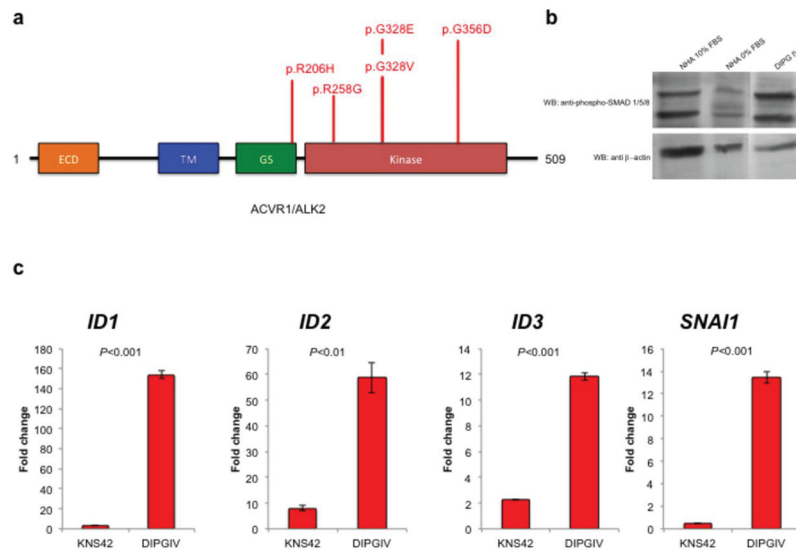 a
p.G328E
p.G356D
p.R206H
p.G328V
p.R258G
1
ECD
TM
GS
Kinase
509
ACVR1/ALK2
b
NHA 10% FBS
NHA 0% FBS
DIPG
WB: anti-phospho-SMAD 1/5/8
WB: anti β-actin
c
ID1
P<0.001
Fold change
180
160
140
120
100
80
60
40
20
0
KNS42
DIPGIV
ID2
P<0.01
Fold change
70
60
50
40
30
20
10
0
KNS42
DIPGIV
ID3
P<0.001
Fold change
14
12
10
8
6
4
2
0
KNS42
DIPGIV
SNAI1
P<0.001
Fold change
16
14
12
10
8
6
4
2
0
KNS42
DIPGIV